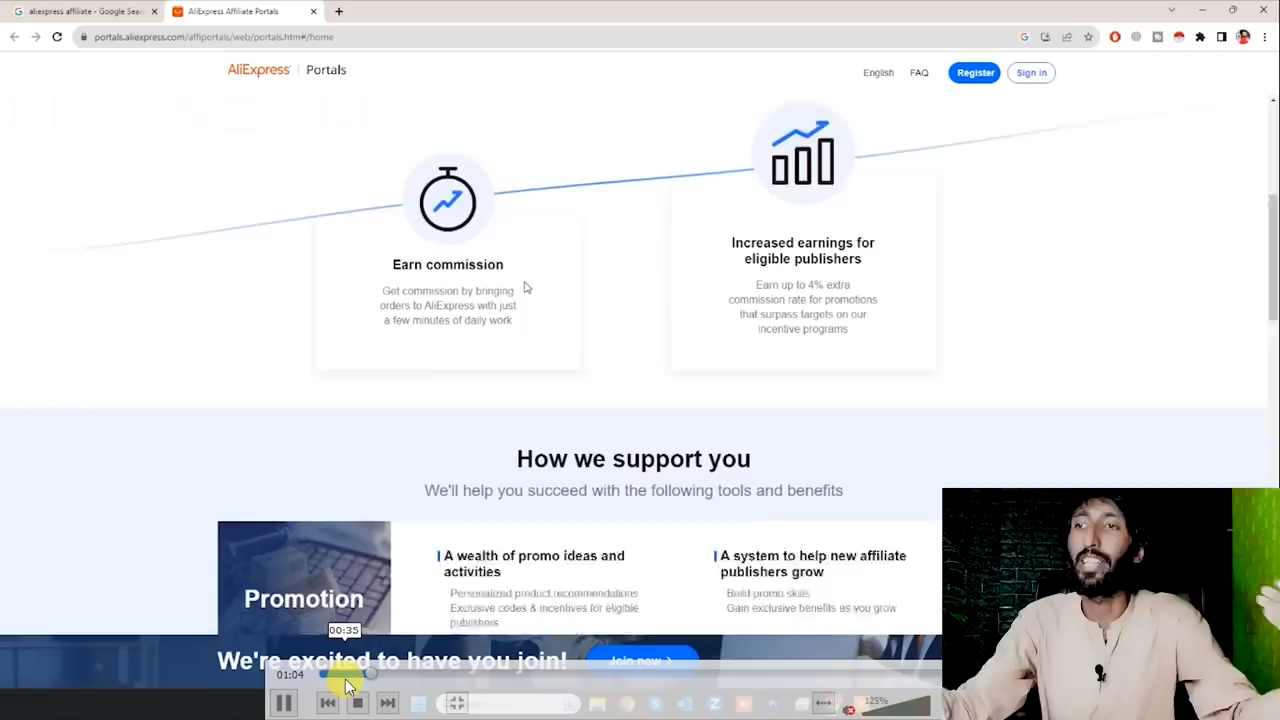 aliexpress affiliate - Google Sear
AliExpress Affiliate Portals
portals.aliexpress.com/affiportals/web/portals.htm#/home
AliExpress | Portals
English
FAQ
Register
Sign in
Earn commission
Get commission by bringing
orders to AliExpress with just
a few minutes of daily work
Increased earnings for
eligible publishers
Earn up to 4% extra
commission rate for promotions
that surpass targets on our
incentive programs
How we support you
We'll help you succeed with the following tools and benefits
Promotion
A wealth of promo ideas and
activities
Personalized product recommendations
Exclusive codes & incentives for eligible
publishers
A system to help new affiliate
publishers grow
Build promo skills
Gain exclusive benefits as you grow
00:35
We're excited to have you join!
Join now >
01:04
125%